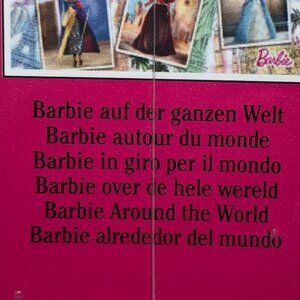 Barbie
Barbie auf der ganzen Welt
Barbie autour du monde
Barbie in giro per il mondo
Barbie over de hele wereld
Barbie Around the World
Barbie alrededor del mundo